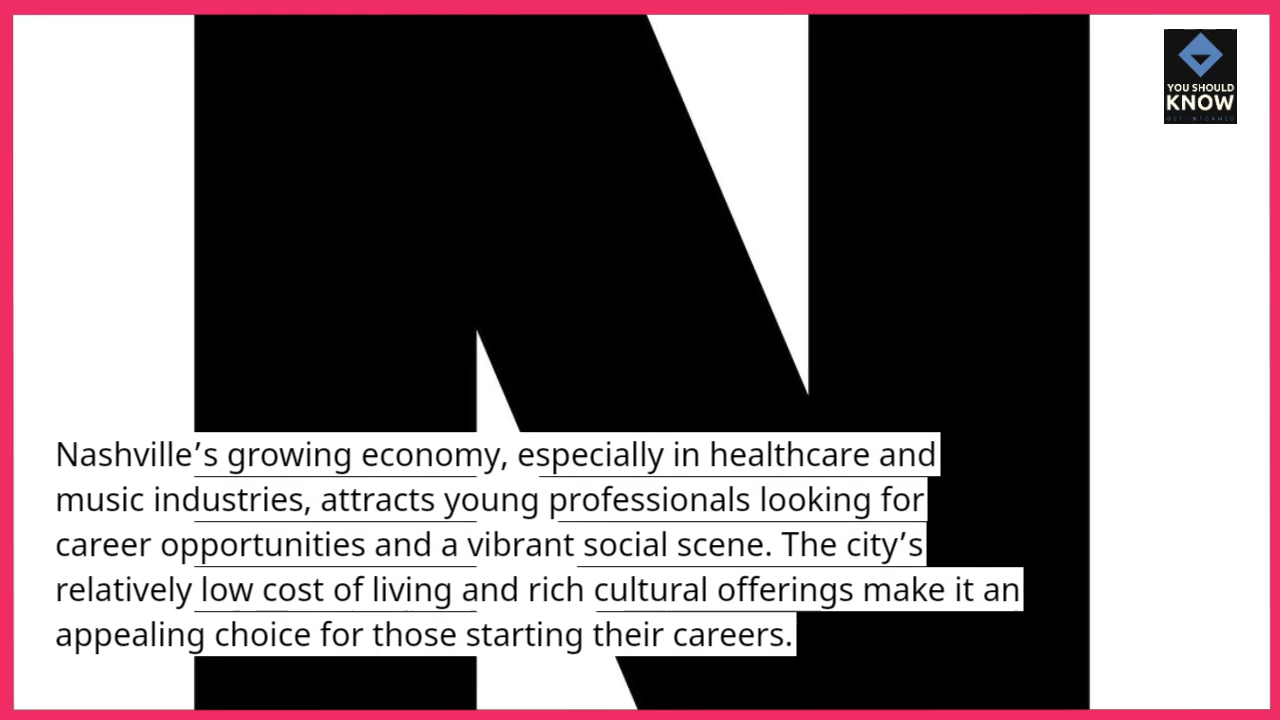 YOU SHOULD
KNOW
GET INFORMED
Nashville’s growing economy, especially in healthcare and
music industries, attracts young professionals looking for
career opportunities and a vibrant social scene. The city’s
relatively low cost of living and rich cultural offerings make it an
appealing choice for those starting their careers.